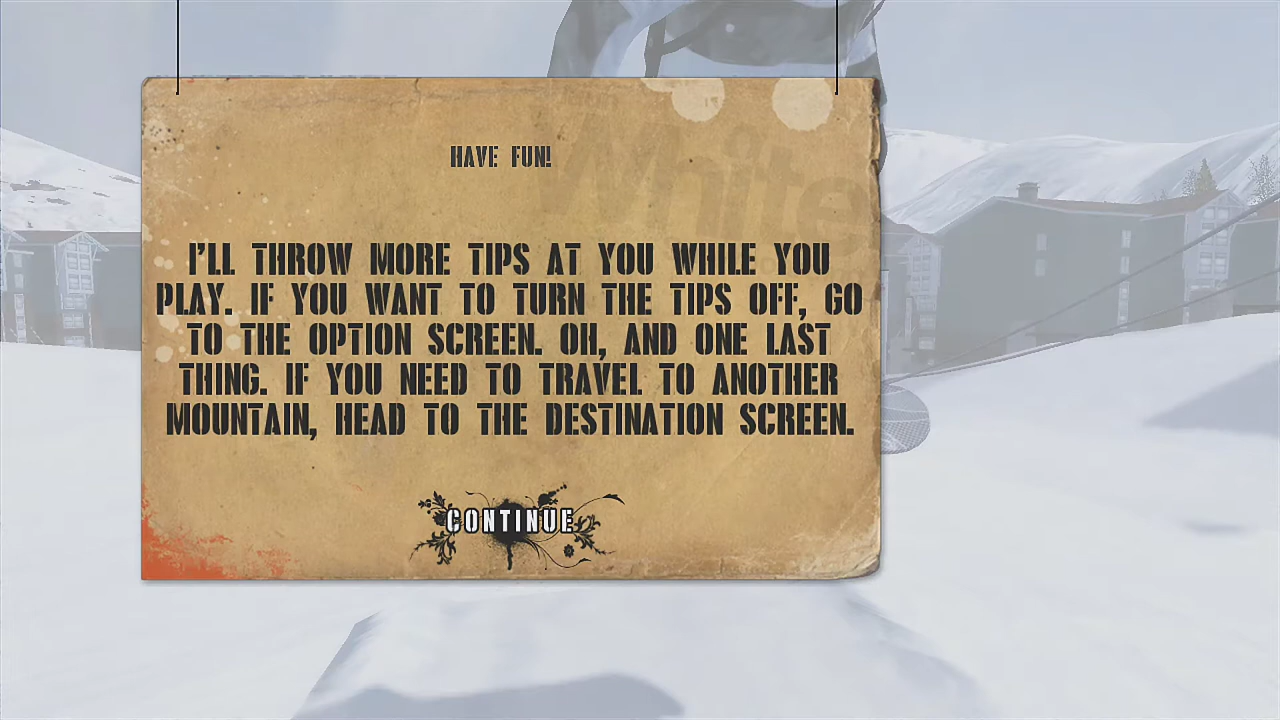 White
HAVE FUN!
I'LL THROW MORE TIPS AT YOU WHILE YOU
PLAY. IF YOU WANT TO TURN THE TIPS OFF, GO
TO THE OPTION SCREEN. OH, AND ONE LAST
THING. IF YOU NEED TO TRAVEL TO ANOTHER
MOUNTAIN, HEAD TO THE DESTINATION SCREEN.
CONTINUE